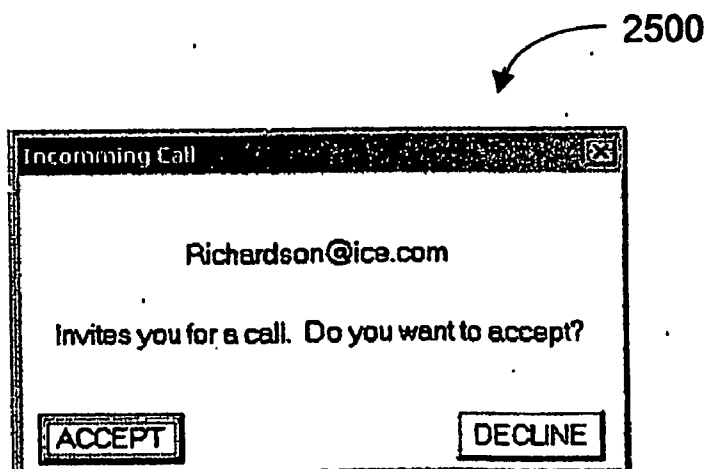 2500
Incomming Call
Richardson@ice.com
Invites you for a call. Do you want to accept?
ACCEPT DECLINE